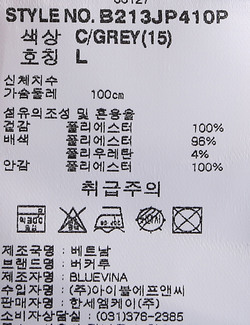 STYLE NO. B213JP410P
색상 C/GREY(15)
호칭 L
신체치수
가슴둘레 100cm
섬유의조성 및 혼용율
겉감 폴리에스터 100%
배색 폴리에스터 96%
폴리우레탄 4%
안감 폴리에스터 100%
취급주의
제조국명 : 베트남
브랜드명 : 버커루
제조자명 : BLUEVINA
수입자명 : (주)아이블에프앤씨
판매자명 : 한세엠케이(주)
소비자상담실 : (031)376-2385